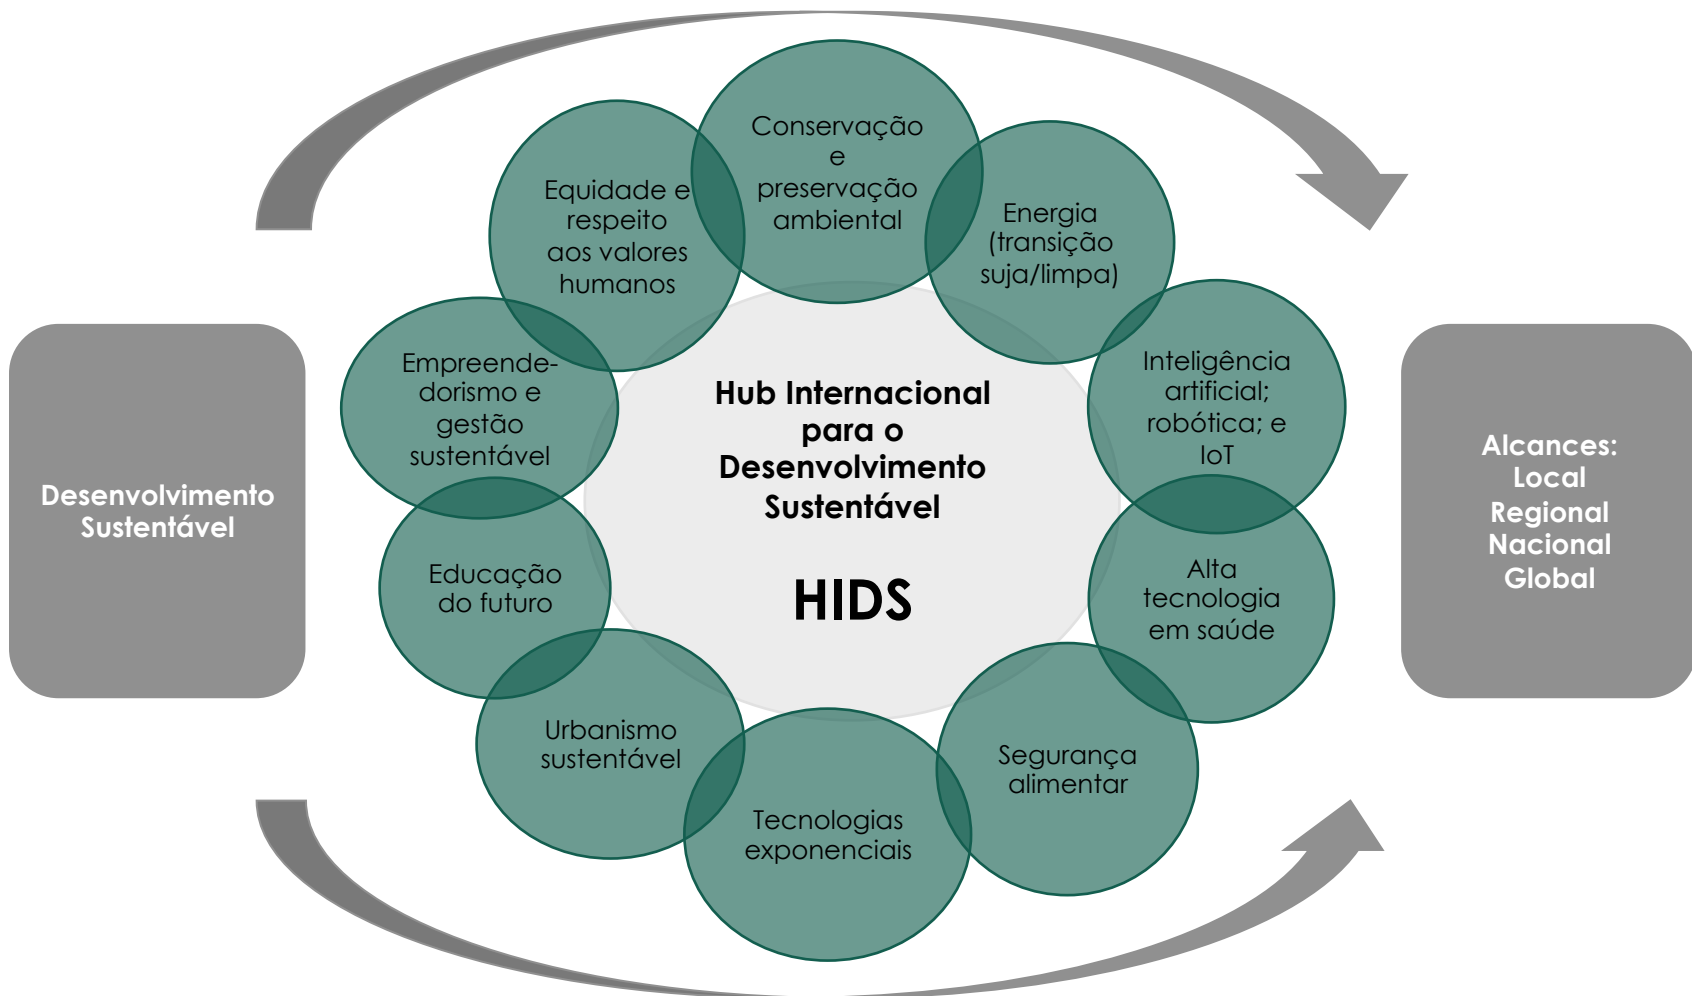 Desenvolvimento
Sustentável
Conservação
e
preservação
ambiental
Energia
(transição
suja/limpa)
Inteligência
artificial;
robótica; e
IoT
Alta
tecnologia
em saúde
Segurança
alimentar
Tecnologias
exponenciais
Urbanismo
sustentável
Educação
do futuro
Empreende-
dorismo e
gestão
sustentável
Equidade e
respeito
aos valores
humanos
Hub Internacional
para o
Desenvolvimento
Sustentável
HIDS
Alcances:
Local
Regional
Nacional
Global